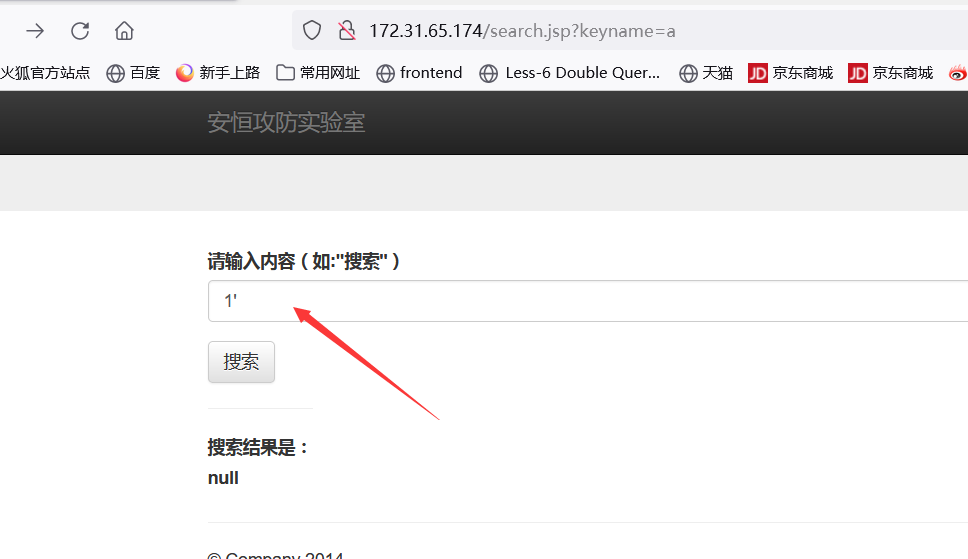 172.31.65.174/search.jsp?keyname=a
火狐官方站点 百度 新手上路 常用网址 frontend Less-6 Double Quer... 天猫 JD 京东商城 JD 京东商城
安恒攻防实验室
请输入内容（如:"搜索"）
1'
搜索
搜索结果是：
null
© Company 2014